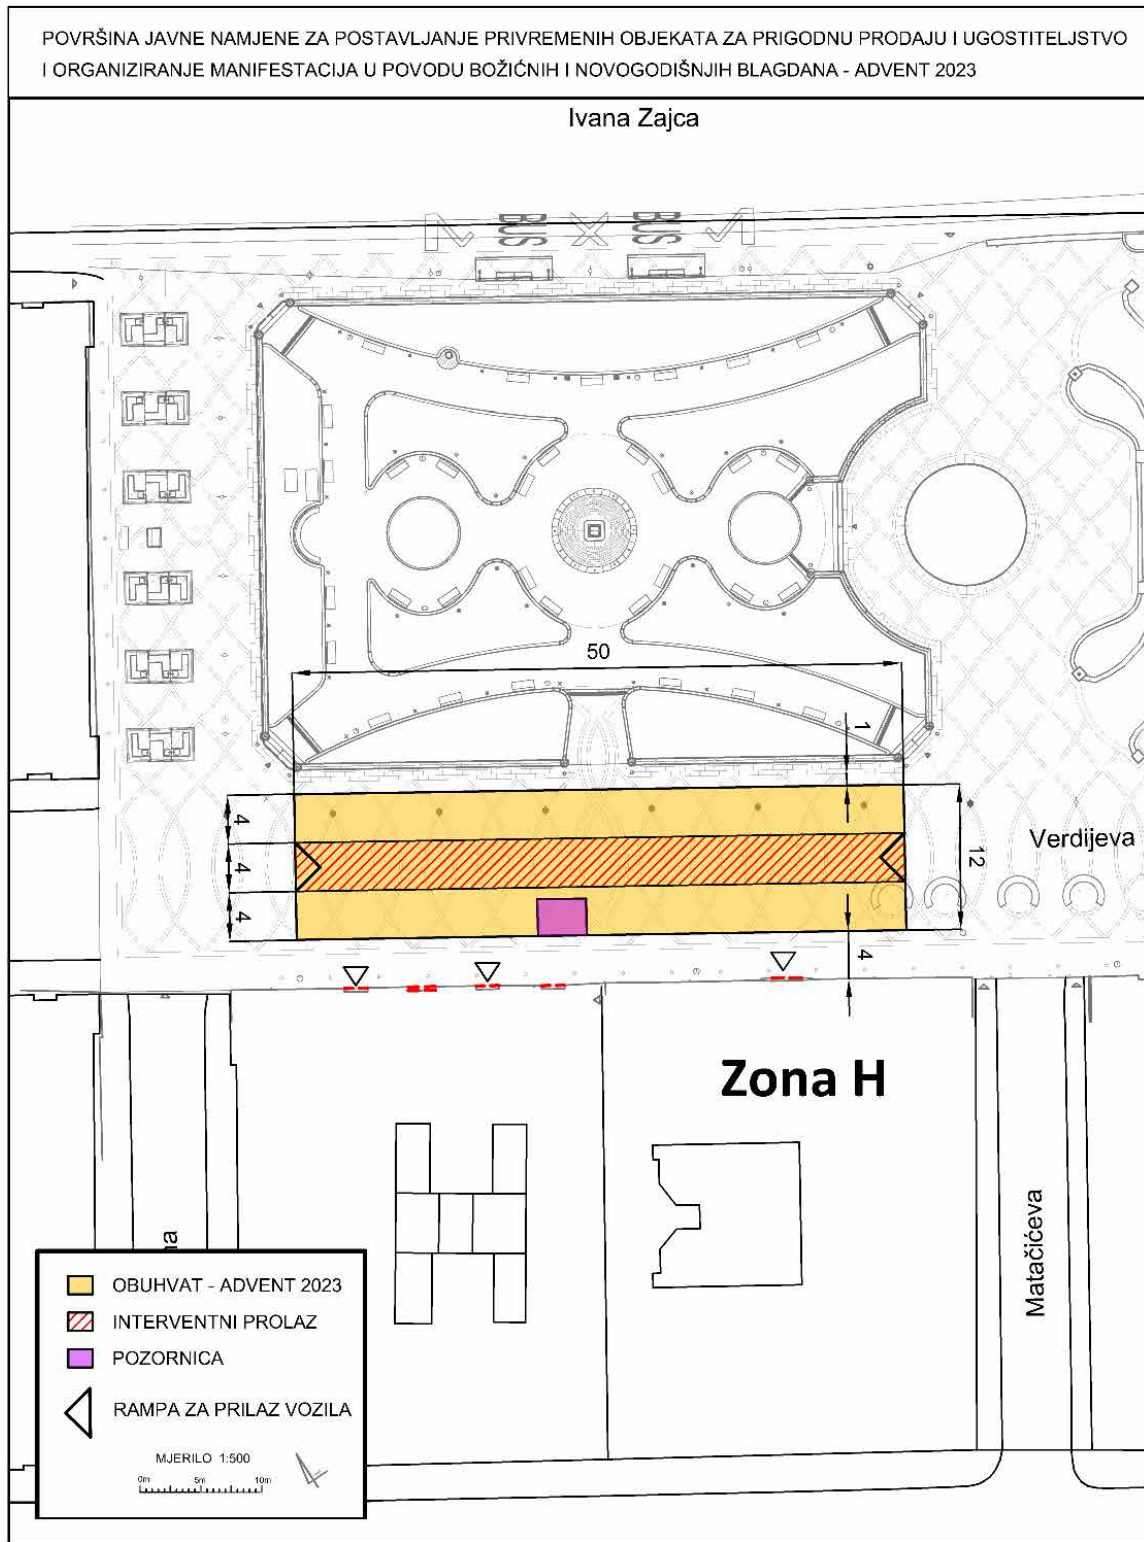 POVRŠINA JAVNE NAMJENE ZA POSTAVLJANJE PRIVREMENIH OBJEKATA ZA PRIGODNU PRODAJU I UGOSTITELJSTVO
I ORGANIZIRANJE MANIFESTACIJA U POVODU BOŽIĆNIH I NOVOGODIŠNJIH BLAGDANA - ADVENT 2023
Ivana Zajca
BUS
BUS
50
1
4
4
4
12
4
Verdijeva
Zona H
Matačićeva
na
OBUHVAT - ADVENT 2023
INTERVENTNI PROLAZ
POZORNICA
RAMPA ZA PRILAZ VOZILA
MJERILO 1:500
0m 5m 10m